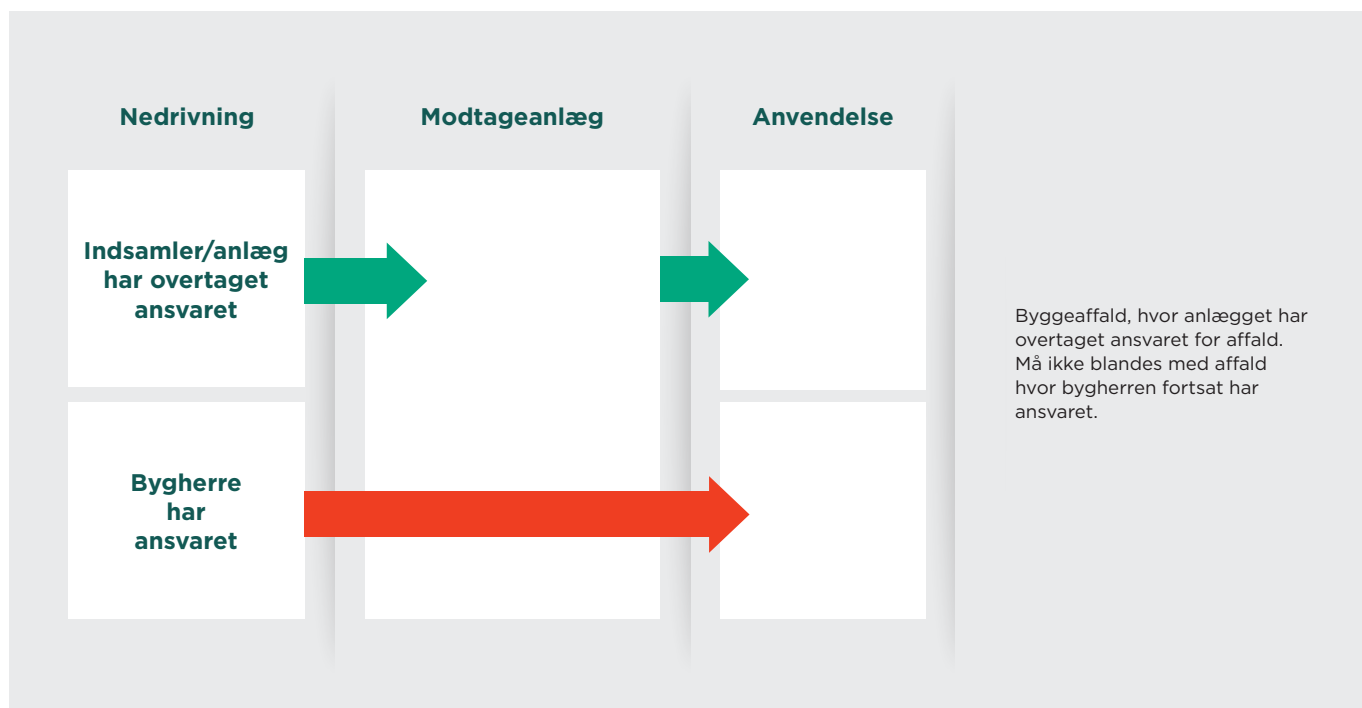 Nedrivning
Modtageanlæg
Anvendelse
Indsamler/anlæg
har overtaget
ansvaret
Bygherre
har
ansvaret
Byggeaffald, hvor anlægget har
overtaget ansvaret for affald.
Må ikke blandes med affald
hvor bygherren fortsat har
ansvaret.